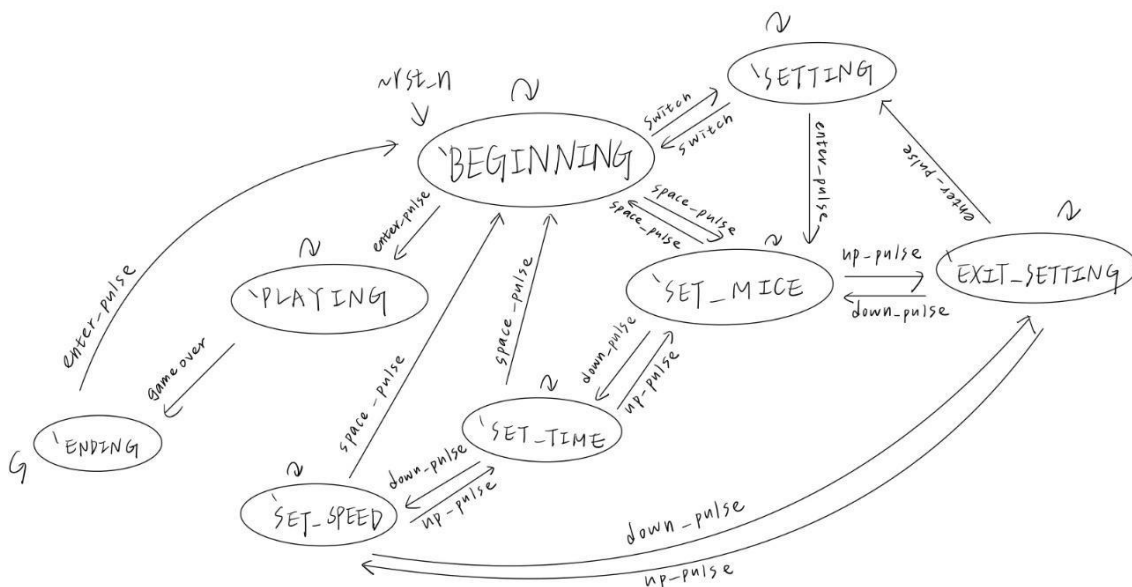 ~rst_n
`SETTING
`BEGINNING
switch
switch
enter_pulse
enter_pulse
enter_pulse
space_pulse
space_pulse
`PLAYING
`SET_MICE
up_pulse
down_pulse
`EXIT_SETTING
enter_pulse
space_pulse
space_pulse
gameover
down_pulse
up_pulse
`ENDING
`SET_TIME
down_pulse
up_pulse
`SET_SPEED
down_pulse
up_pulse